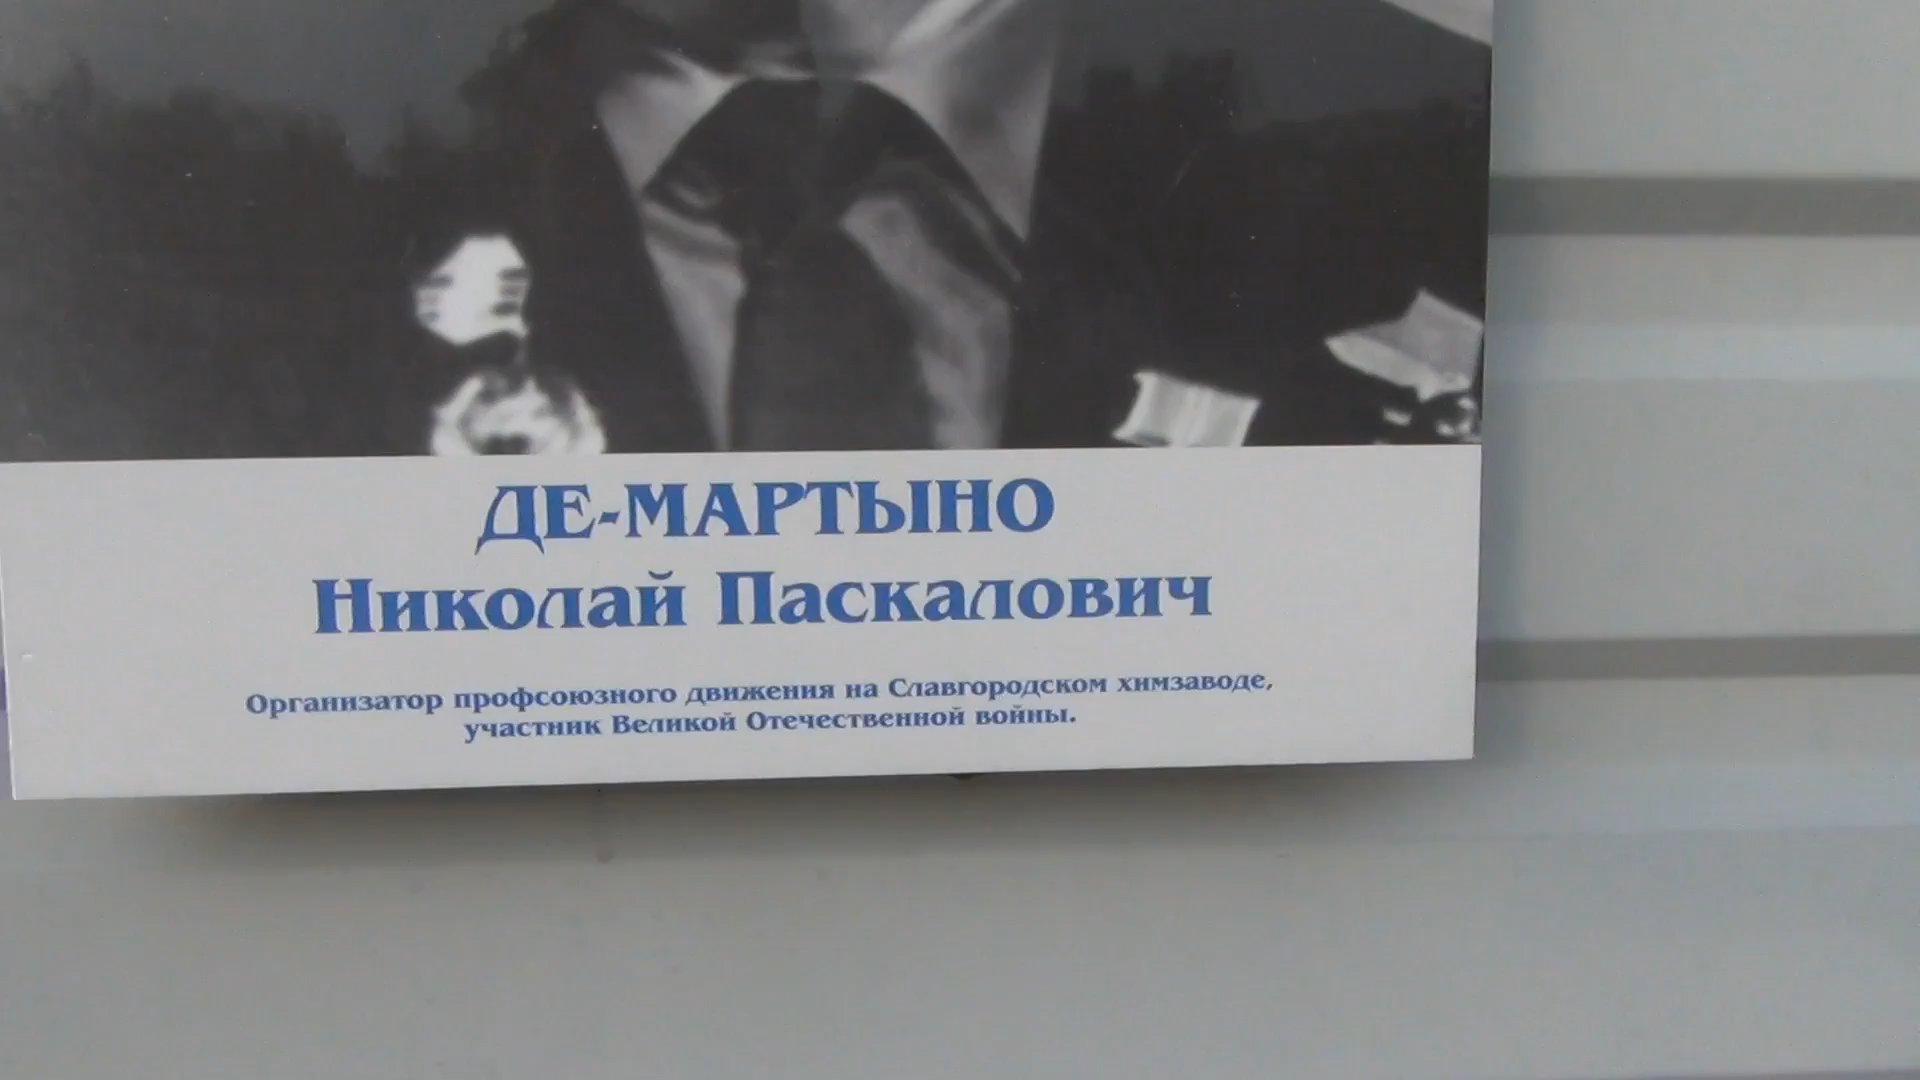 ДЕ-МАРТЫНО
Николай Паскалович
Организатор профсоюзного движения на Славгородском химзаводе,
участник Великой Отечественной войны.